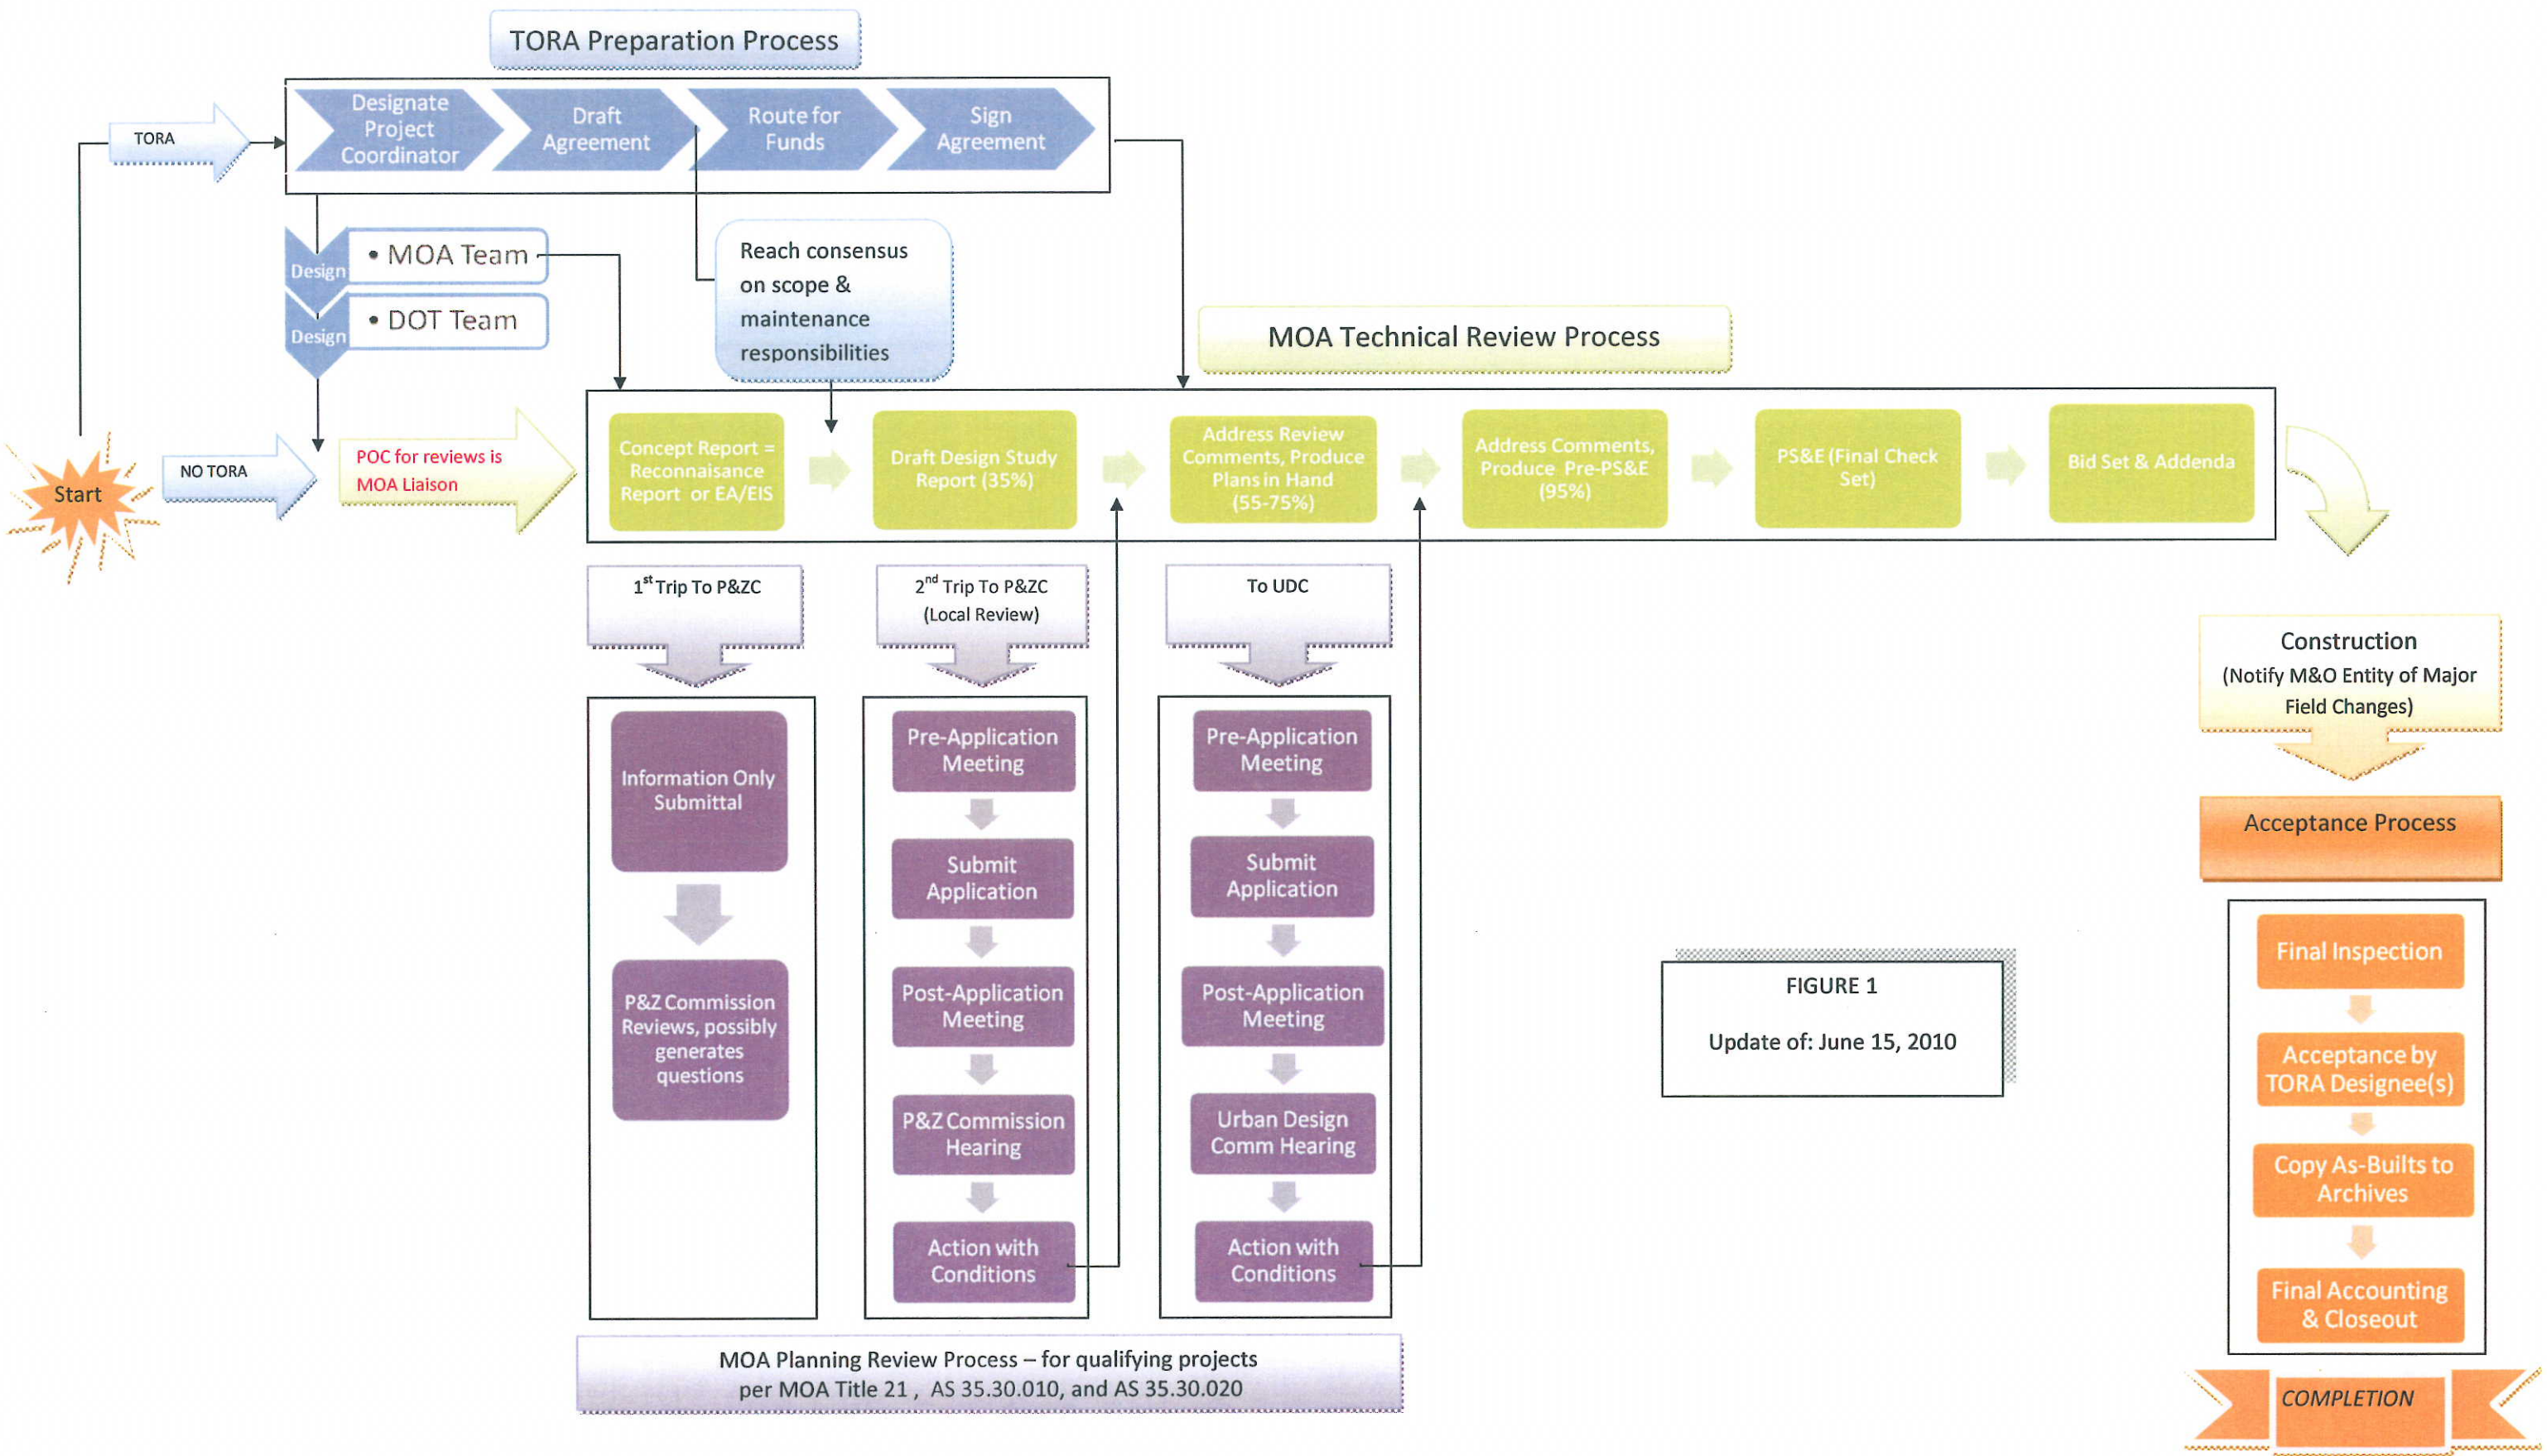 TORA Preparation Process
TORA
Designate
Project
Coordinator
Draft
Agreement
Route for
Funds
Sign
Agreement
Design
• MOA Team
Design
• DOT Team
Reach consensus
on scope &
maintenance
responsibilities
MOA Technical Review Process
Start
NO TORA
POC for reviews is
MOA Liaison
Concept Report =
Reconnaisance
Report or EA/EIS
Draft Design Study
Report (35%)
Address Review
Comments, Produce
Plans in Hand
(55-75%)
Address Comments,
Produce Pre-PS&E
(95%)
PS&E (Final Check
Set)
Bid Set & Addenda
1st Trip To P&ZC
2nd Trip To P&ZC
(Local Review)
To UDC
Information Only
Submittal
P&Z Commission
Reviews, possibly
generates
questions
Pre-Application
Meeting
Submit
Application
Post-Application
Meeting
P&Z Commission
Hearing
Action with
Conditions
Pre-Application
Meeting
Submit
Application
Post-Application
Meeting
Urban Design
Comm Hearing
Action with
Conditions
MOA Planning Review Process – for qualifying projects
per MOA Title 21 , AS 35.30.010, and AS 35.30.020
FIGURE 1
Update of: June 15, 2010
Construction
(Notify M&O Entity of Major
Field Changes)
Acceptance Process
Final Inspection
Acceptance by
TORA Designee(s)
Copy As-Builts to
Archives
Final Accounting
& Closeout
COMPLETION